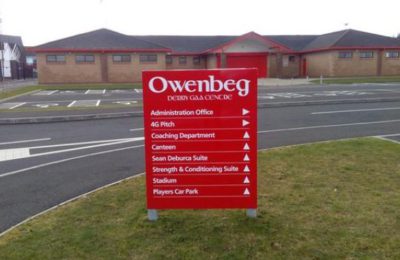 Owenbeg
DERRY GAA CENTRE
Administration Office
4G Pitch
Coaching Department
Canteen
Sean Deburca Suite
Strength & Conditioning Suite
Stadium
Players Car Park